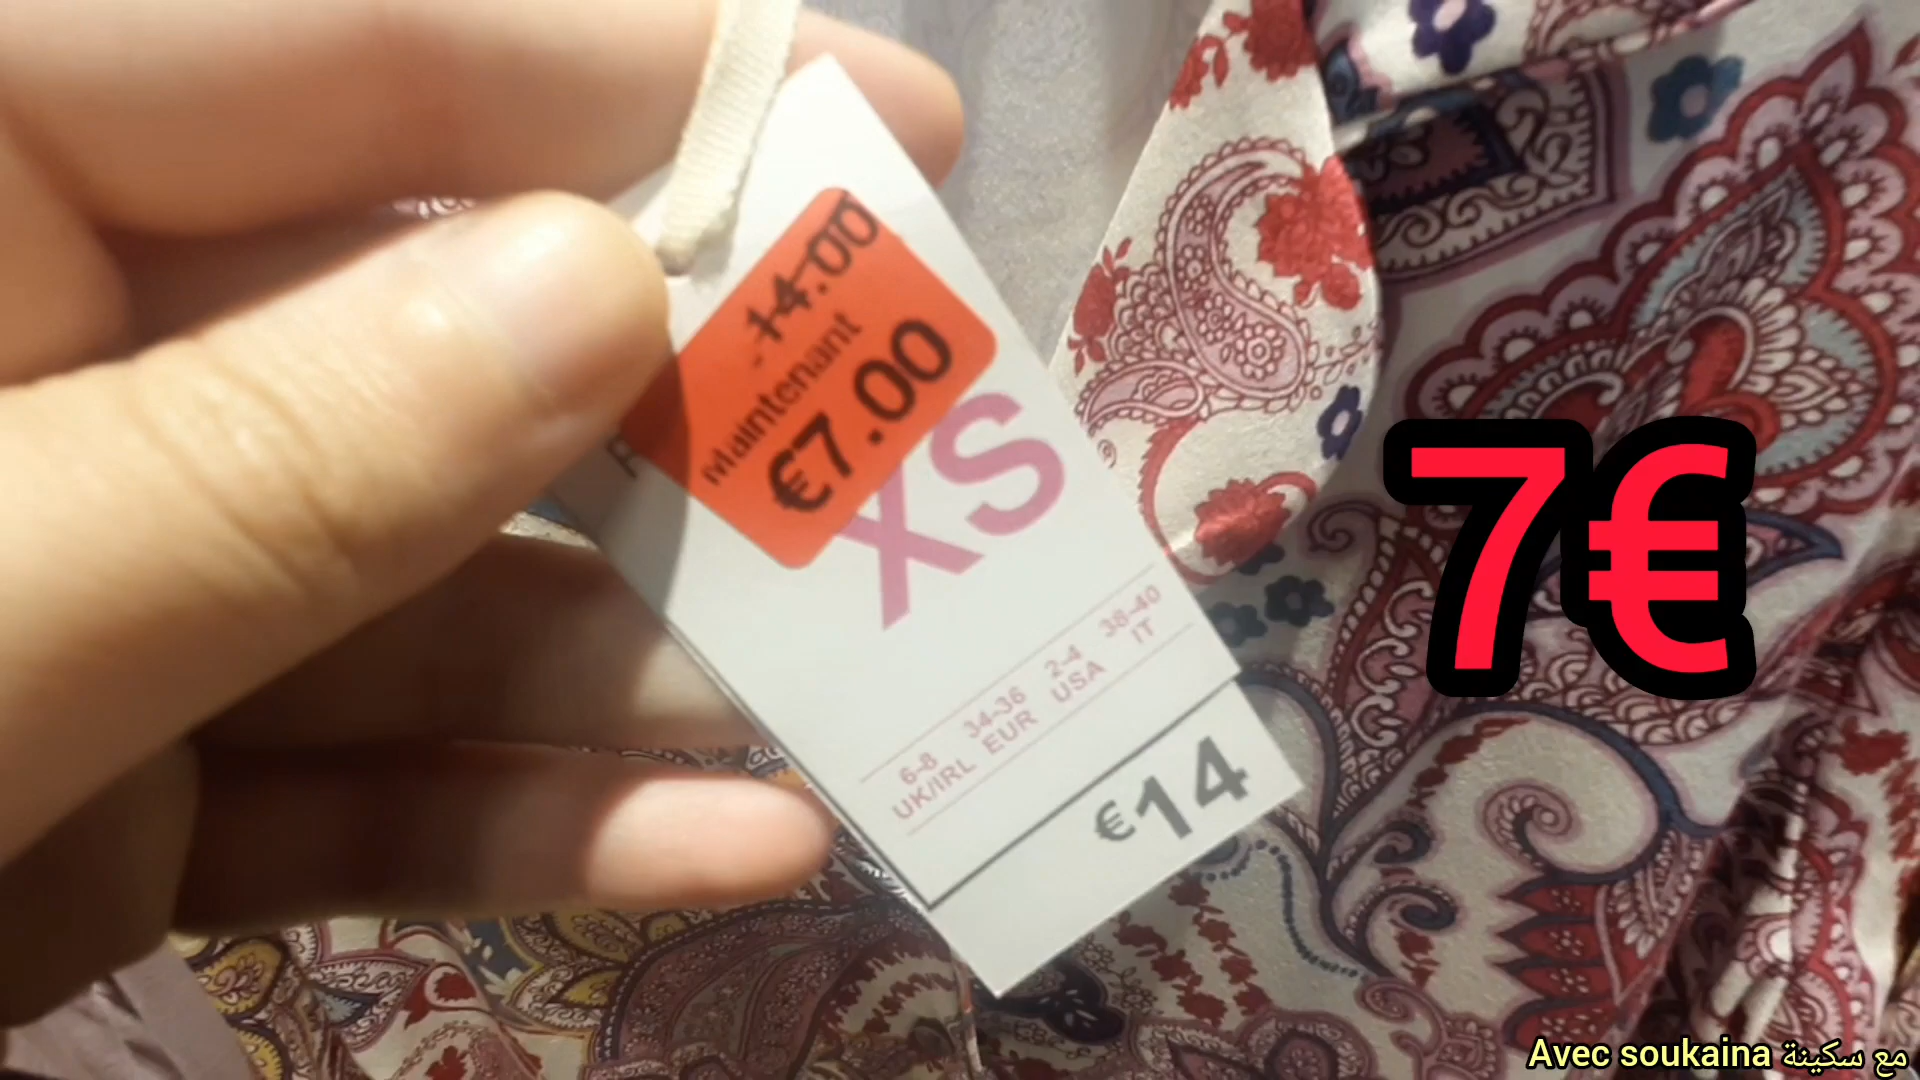 14.00
Maintenant
€7.00
XS
6-8 34-36 2-4 38-40
UK/IRL EUR USA IT
€14
7€
Avec soukaina مع سكينة